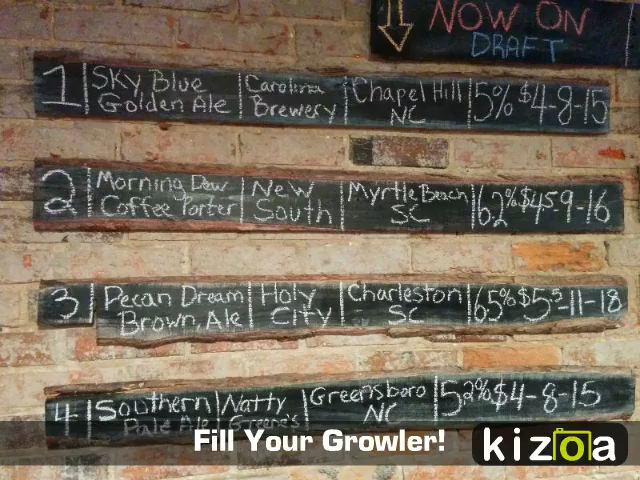 NOW ON
DRAFT
1 Sky Blue Golden Ale Carolina Brewery Chapel Hill NC 5% $4-8-15
2 Morning Dew Coffee Porter New South Myrtle Beach SC 6.2% $4.5-9-16
3 Pecan Dream Brown Ale Holy City Charleston SC 6.5% $5.5-11-18
4 Southern Pale Ale Natty Greene's Greensboro NC 5.2% $4-8-15
Fill Your Growler!
kizoa